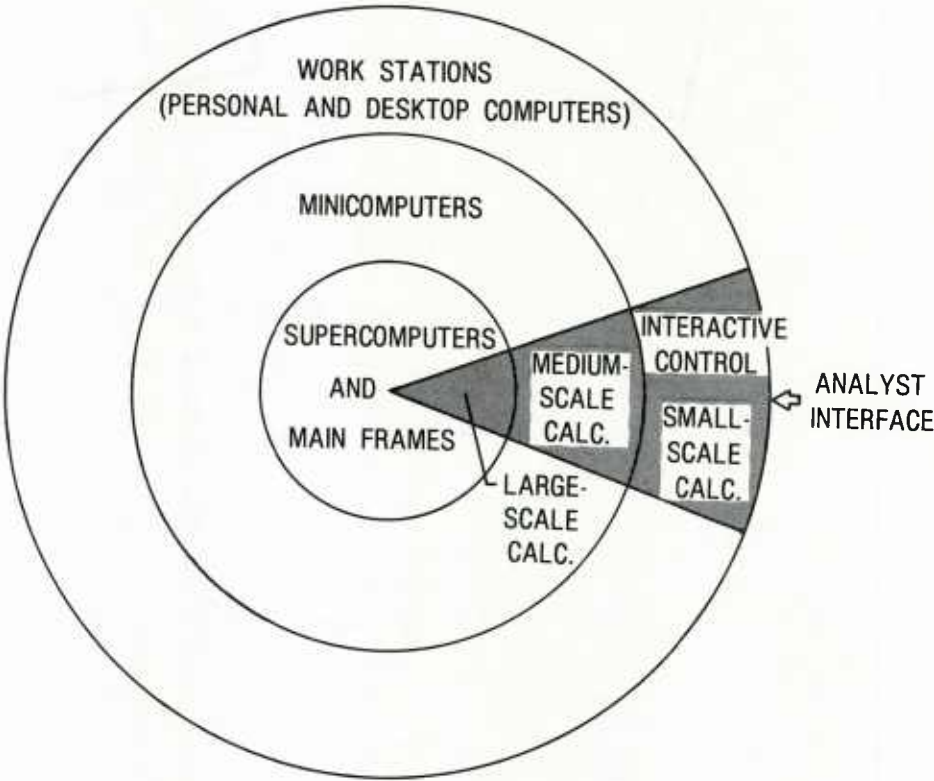 WORK STATIONS
(PERSONAL AND DESKTOP COMPUTERS)
MINICOMPUTERS
SUPERCOMPUTERS
AND
MAIN FRAMES
MEDIUM-
SCALE
CALC.
INTERACTIVE
CONTROL
SMALL-
SCALE
CALC.
LARGE-
SCALE
CALC.
ANALYST
INTERFACE